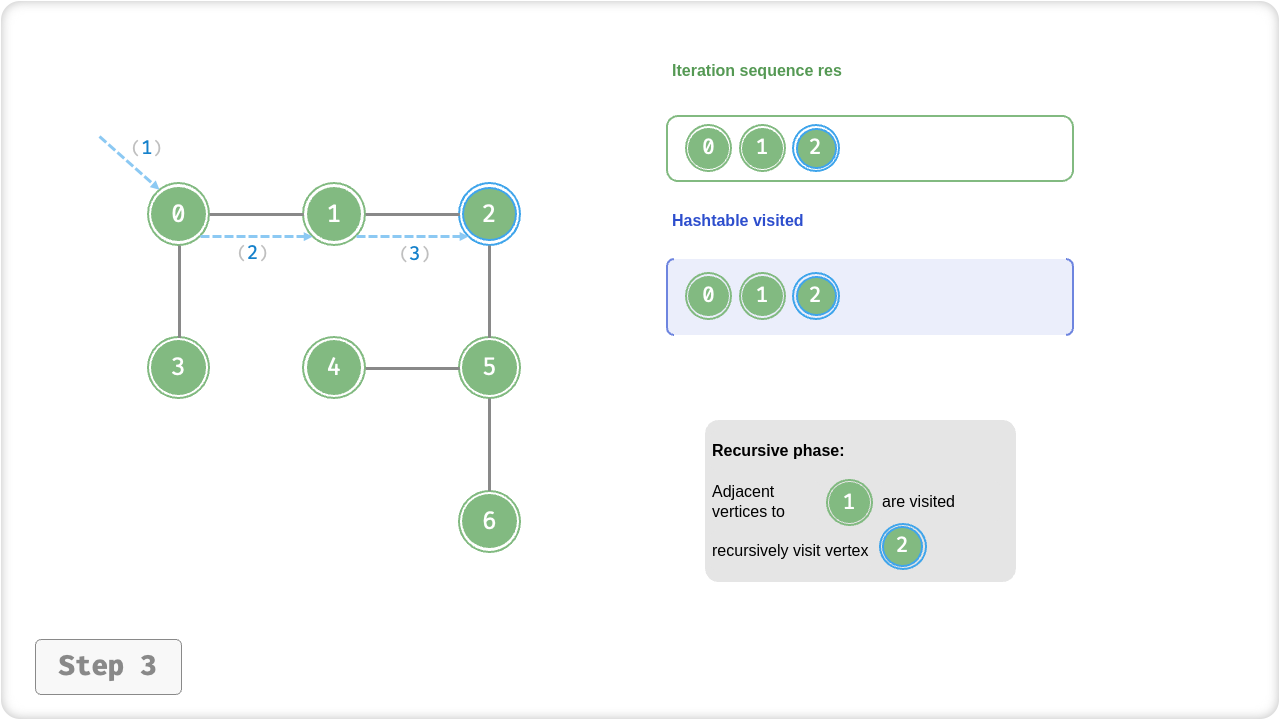 Iteration sequence res
(1)
0 1 2
0 1 2
Hashtable visited
(2) (3)
0 1 2
3 4 5
Recursive phase:
Adjacent
vertices to 1 are visited
recursively visit vertex 2
6
Step 3